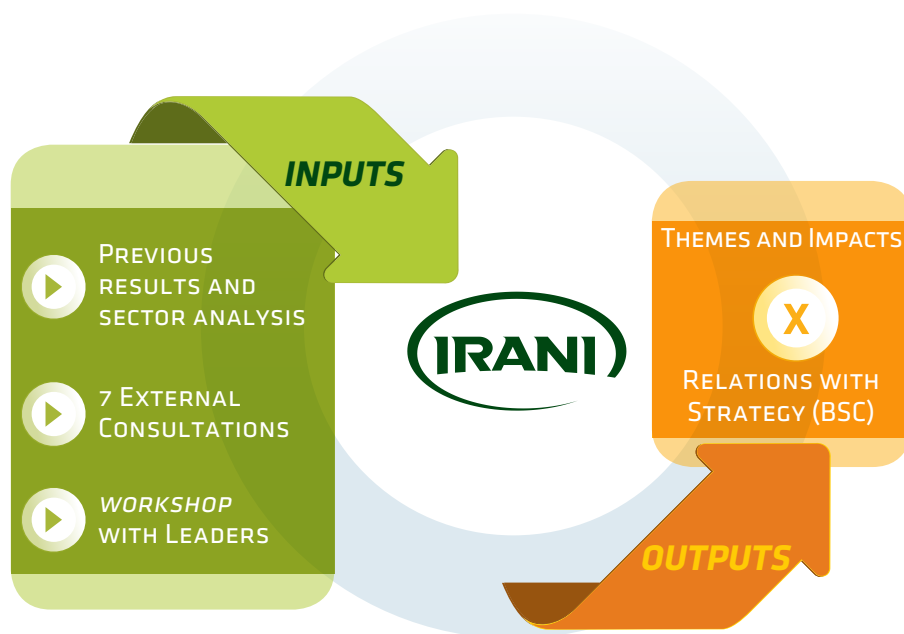 INPUTS
PREVIOUS
RESULTS AND
SECTOR ANALYSIS
7 EXTERNAL
CONSULTATIONS
WORKSHOP
WITH LEADERS
IRANI
THEMES AND IMPACTS
X
RELATIONS WITH
STRATEGY (BSC)
OUTPUTS